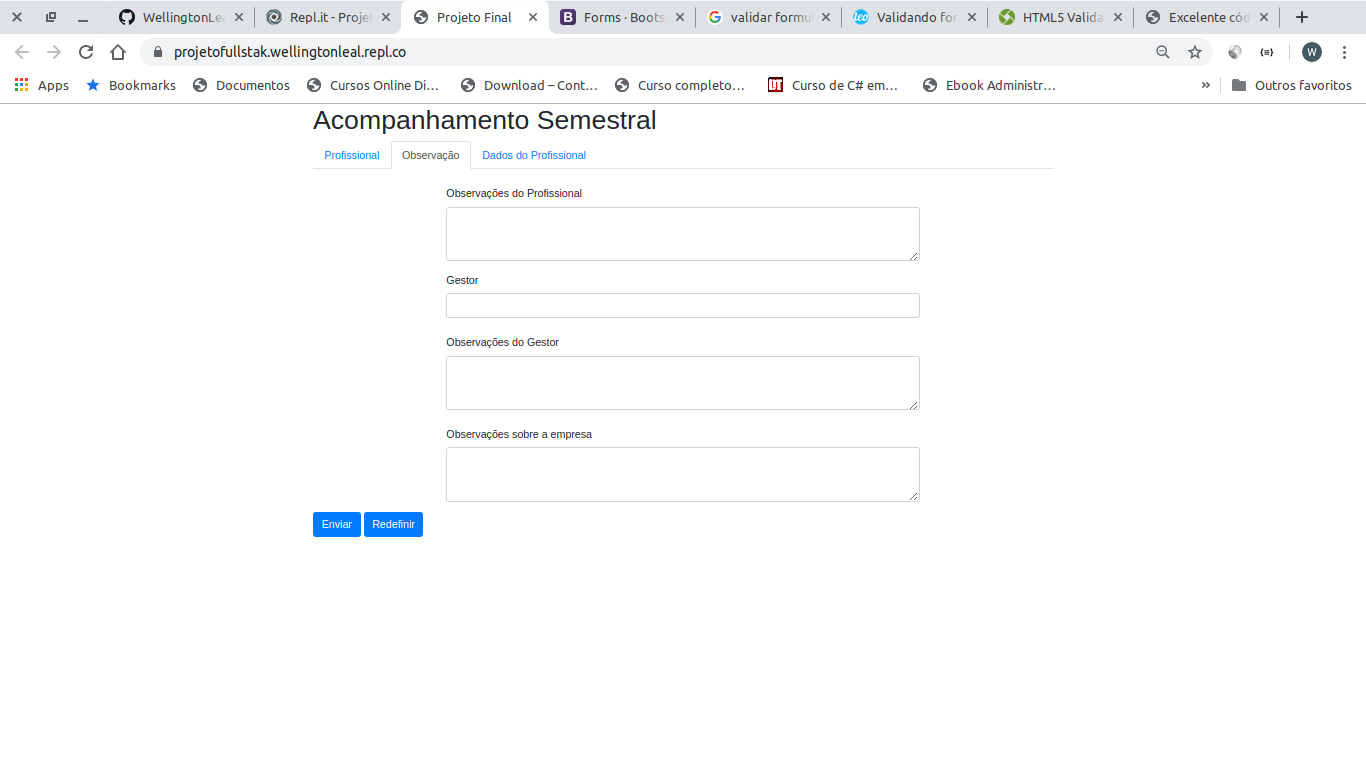 WellingtonLea
Repl.it - Projet
Projeto Final
Forms · Boots
validar formu
Validando for
HTML5 Valida
Excelente cód
projetofullstak.wellingtonleal.repl.co
W
Apps
Bookmarks
Documentos
Cursos Online Di…
Download – Cont…
Curso completo…
DT
Curso de C# em…
Ebook Administr…
»
Outros favoritos
Acompanhamento Semestral
Profissional
Observação
Dados do Profissional
Observações do Profissional
Gestor
Observações do Gestor
Observações sobre a empresa
Enviar
Redefinir